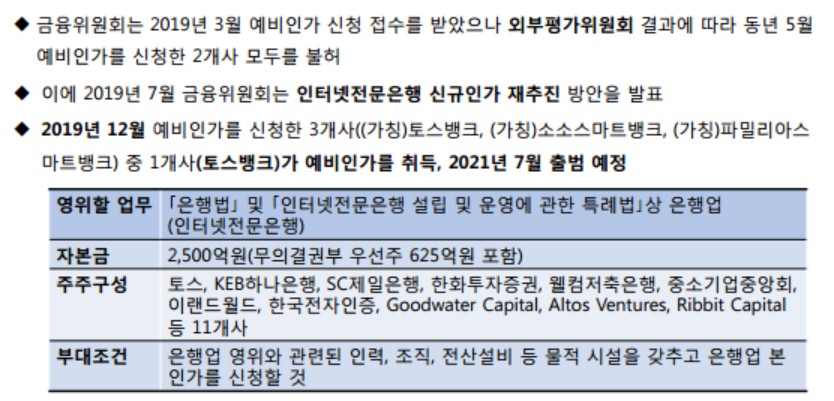 ◆ 금융위원회는 2019년 3월 예비인가 신청 접수를 받았으나 외부평가위원회 결과에 따라 동년 5월
예비인가를 신청한 2개사 모두를 불허
◆ 이에 2019년 7월 금융위원회는 인터넷전문은행 신규인가 재추진 방안을 발표
◆ 2019년 12월 예비인가를 신청한 3개사((가칭)토스뱅크, (가칭)소소스마트뱅크, (가칭)파밀리아스
마트뱅크) 중 1개사(토스뱅크)가 예비인가를 취득, 2021년 7월 출범 예정
영위할 업무 「은행법」 및 「인터넷전문은행 설립 및 운영에 관한 특례법」상 은행업
(인터넷전문은행)
자본금 2,500억원(무의결권부 우선주 625억원 포함)
주주구성 토스, KEB하나은행, SC제일은행, 한화투자증권, 웰컴저축은행, 중소기업중앙회,
이랜드월드, 한국전자인증, Goodwater Capital, Altos Ventures, Ribbit Capital
등 11개사
부대조건 은행업 영위와 관련된 인력, 조직, 전산설비 등 물적 시설을 갖추고 은행업 본
인가를 신청할 것